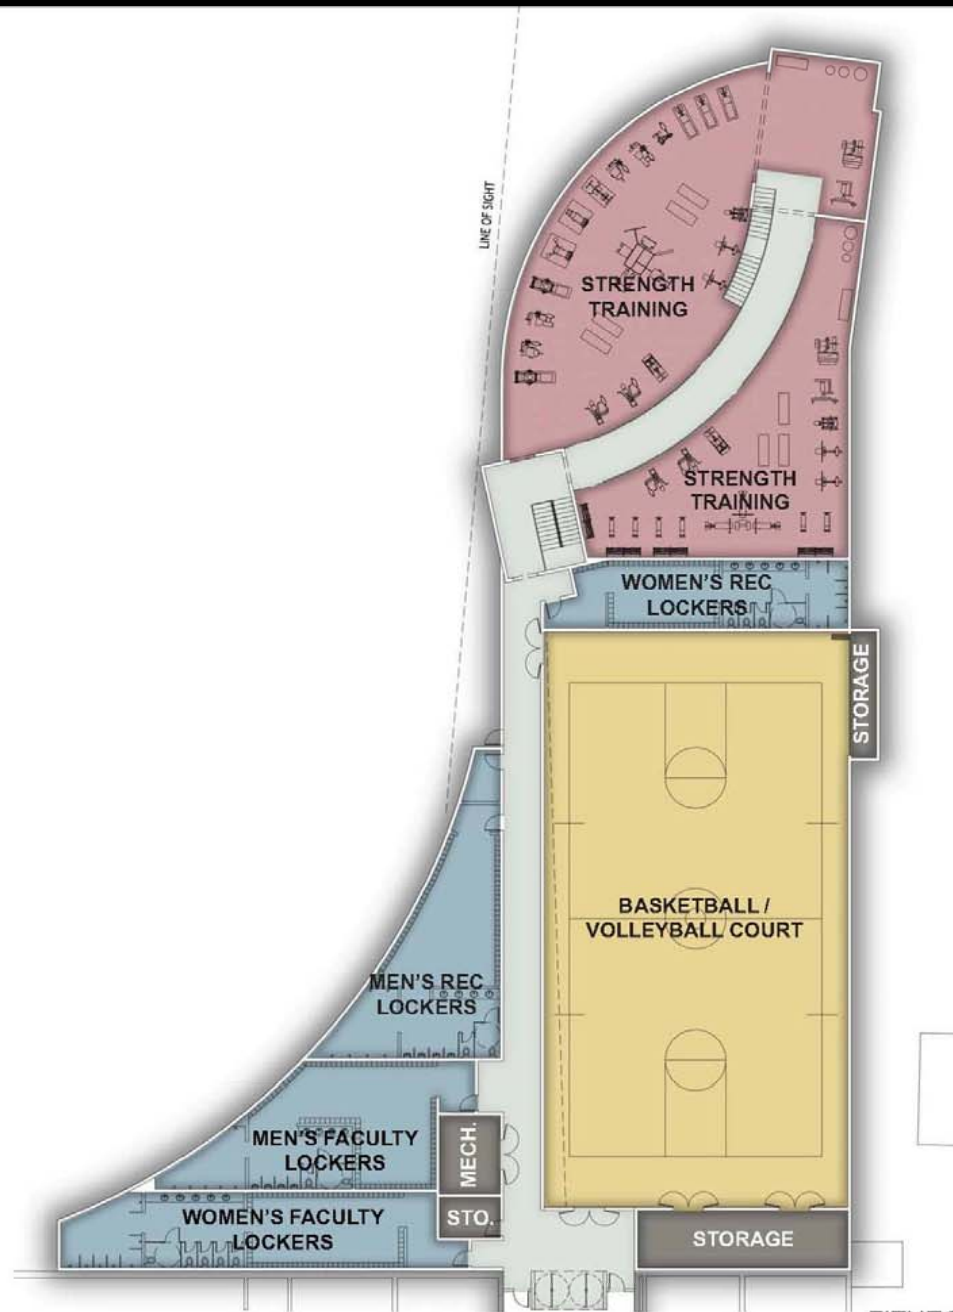 LINE OF SIGHT
STRENGTH
TRAINING
STRENGTH
TRAINING
WOMEN'S REC
LOCKERS
STORAGE
BASKETBALL /
VOLLEYBALL COURT
MEN'S REC
LOCKERS
MEN'S FACULTY
LOCKERS
MECH.
WOMEN'S FACULTY
LOCKERS
STO.
STORAGE